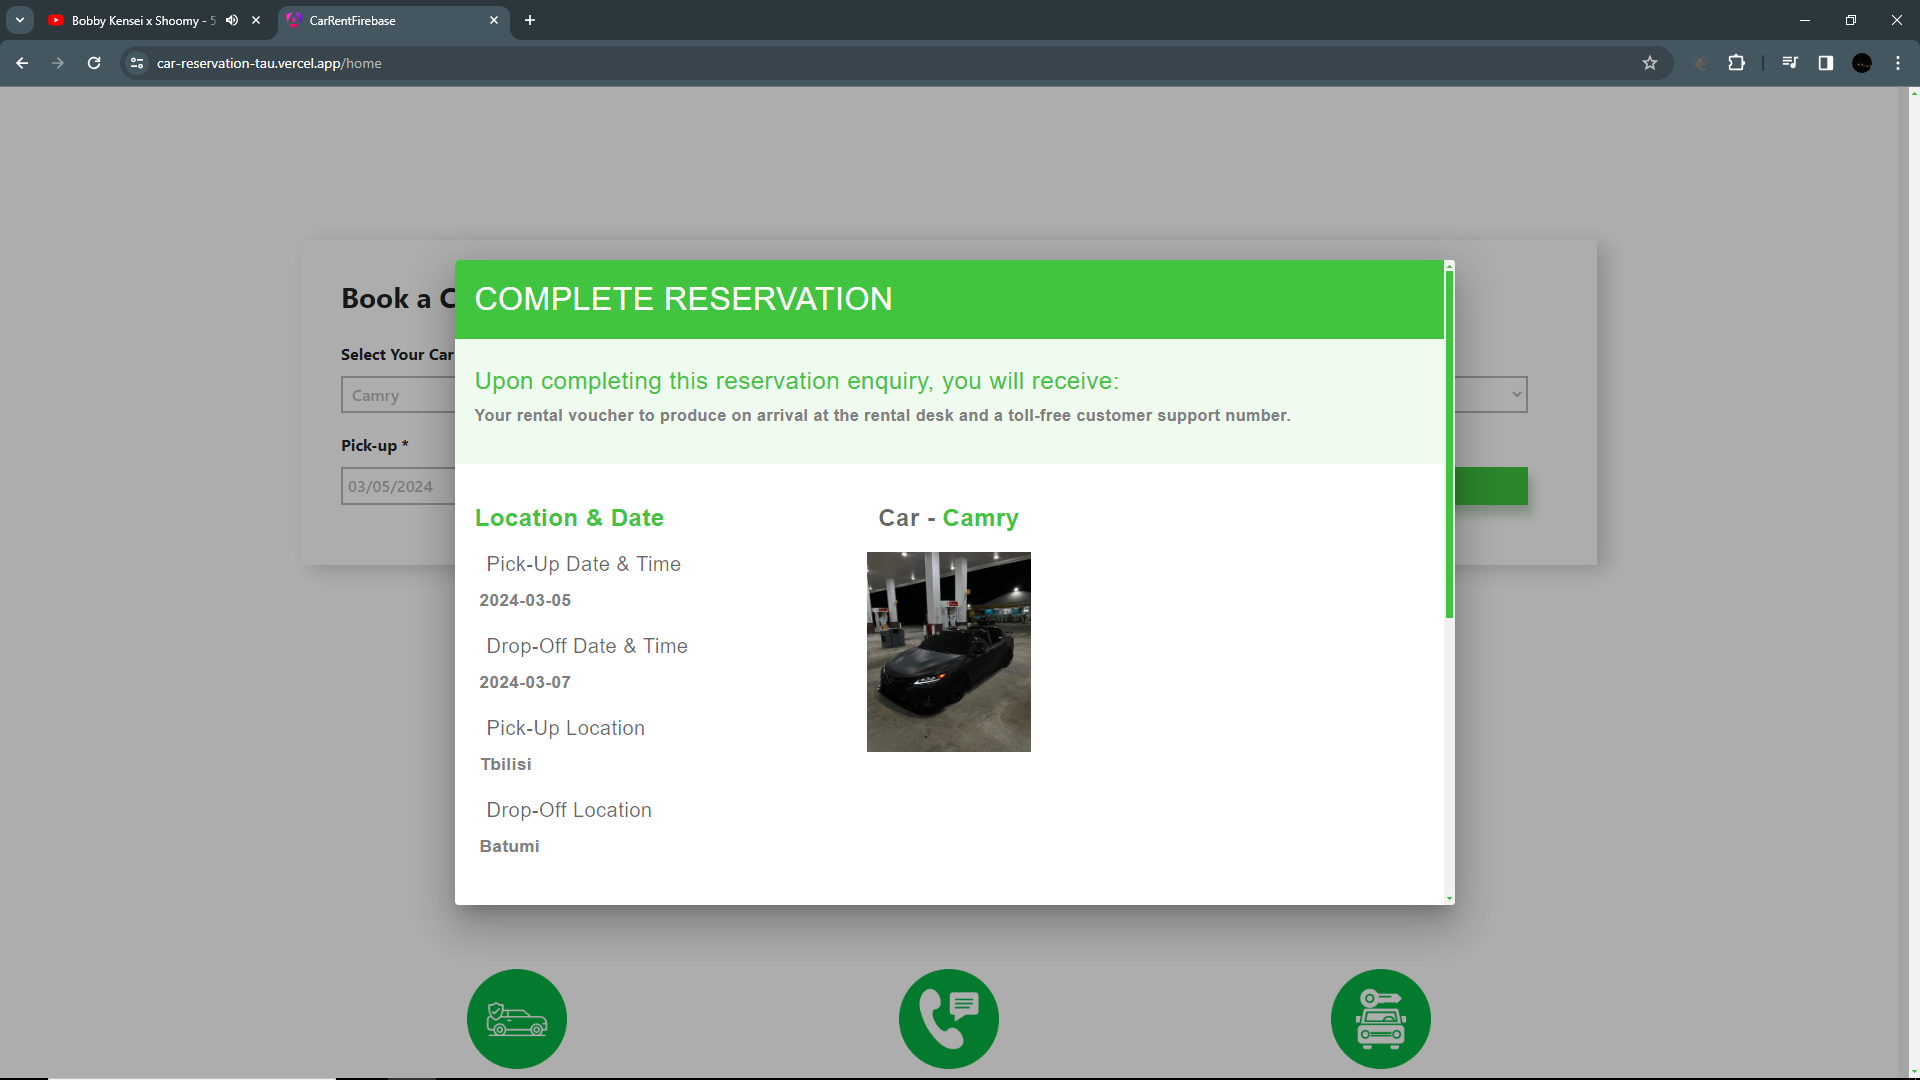 Bobby Kensei x Shoomy - 5
CarRentFirebase
car-reservation-tau.vercel.app/home
Book a C
Select Your Car
Camry
Pick-up *
03/05/2024
COMPLETE RESERVATION
Upon completing this reservation enquiry, you will receive:
Your rental voucher to produce on arrival at the rental desk and a toll-free customer support number.
Location & Date
Pick-Up Date & Time
2024-03-05
Drop-Off Date & Time
2024-03-07
Pick-Up Location
Tbilisi
Drop-Off Location
Batumi
Car - Camry